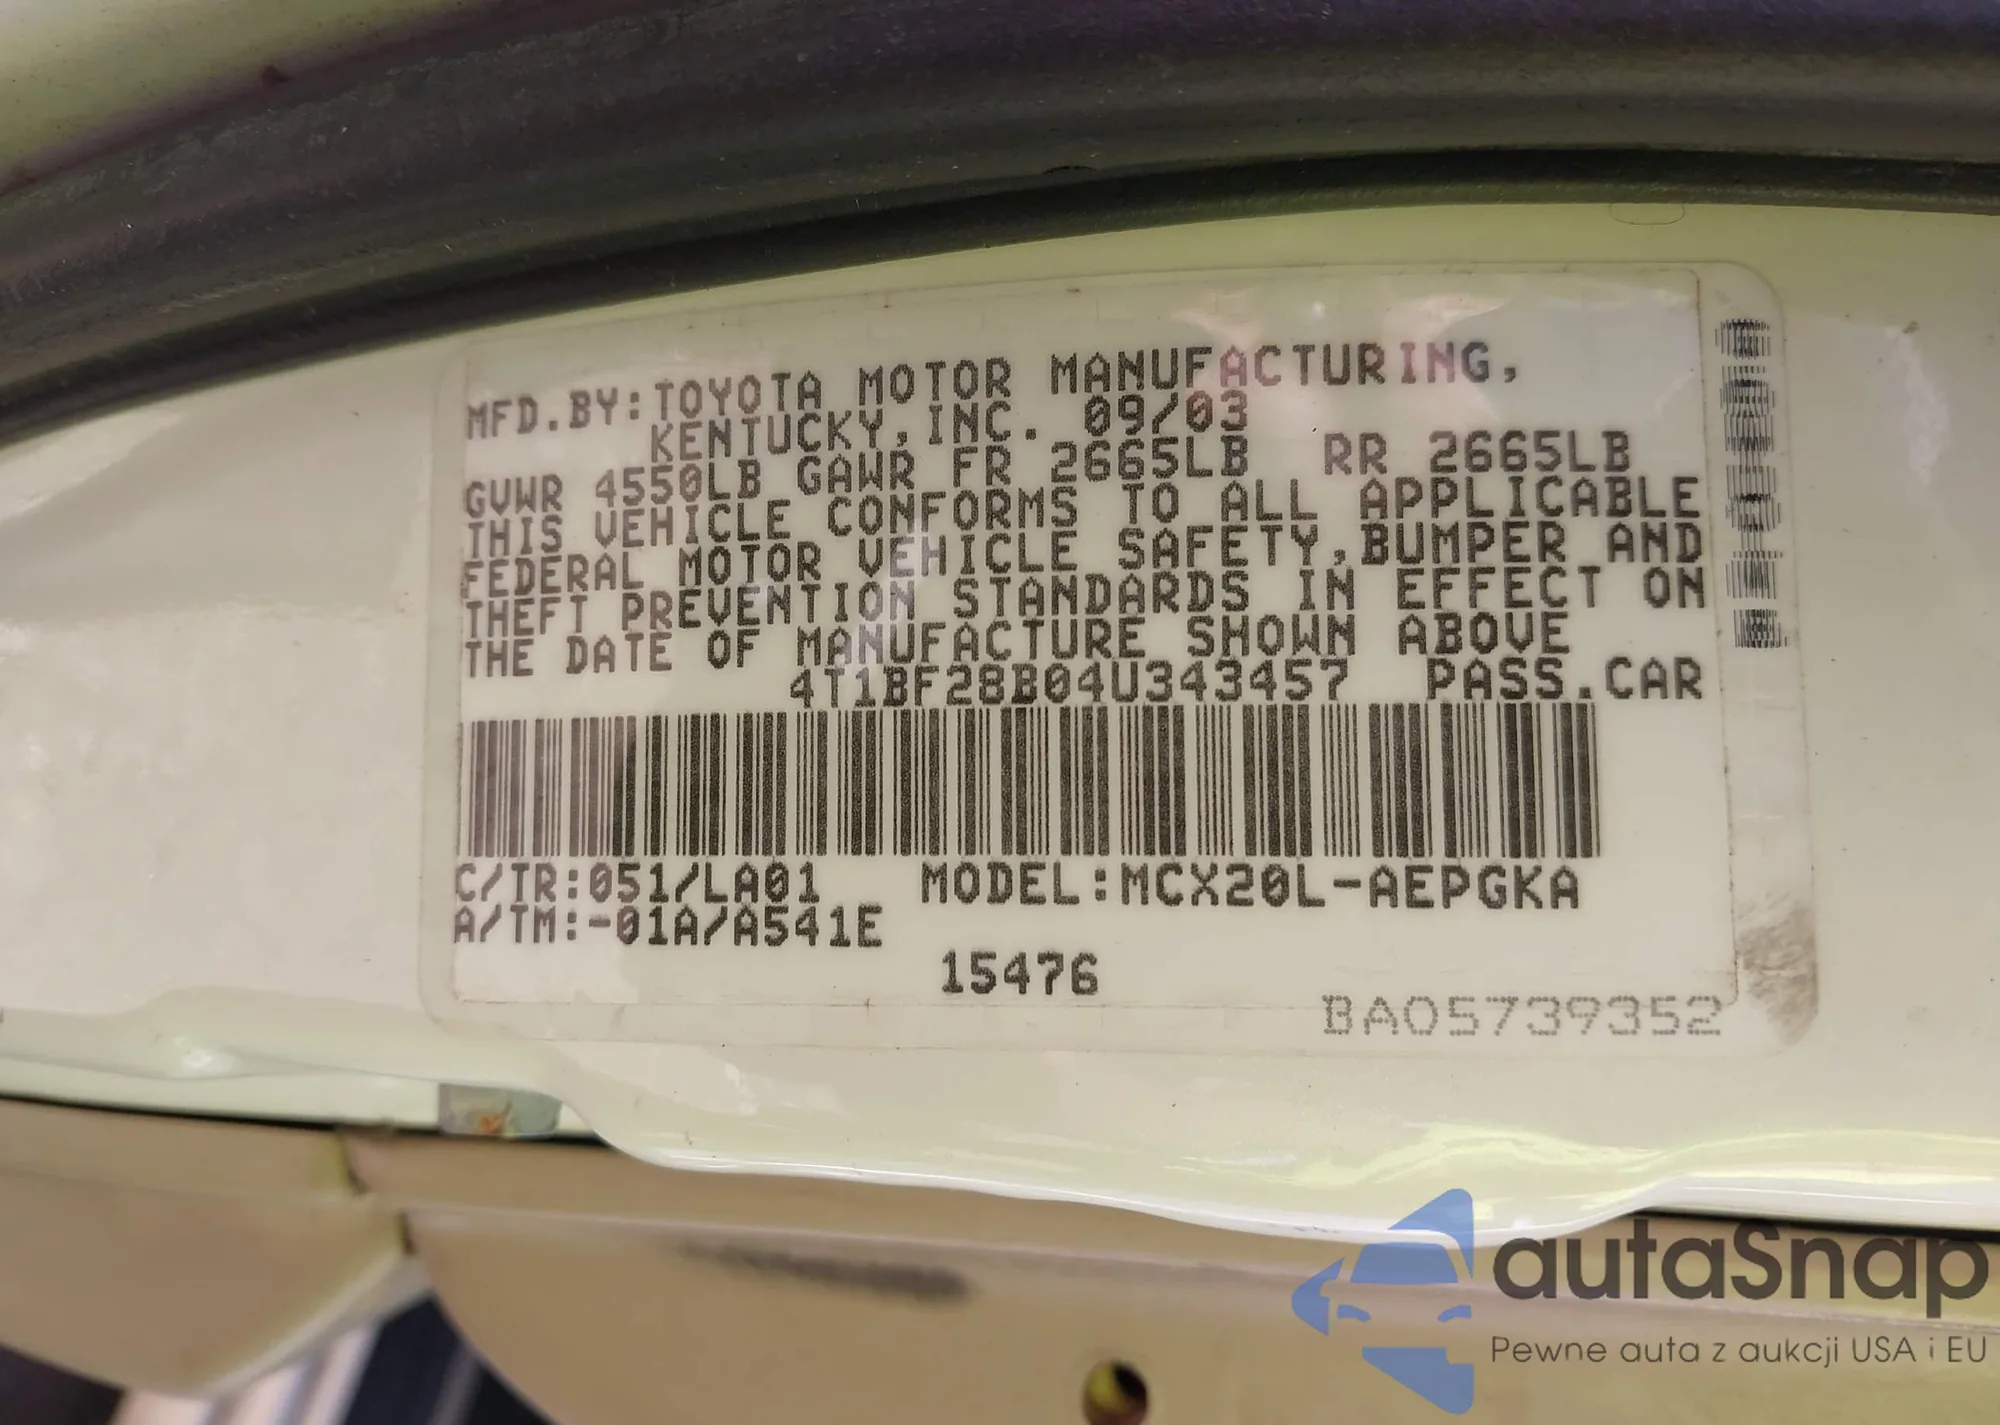 MFD.BY:TOYOTA MOTOR MANUFACTURING,
KENTUCKY,INC. 09/03
GVWR 4550LB GAWR FR 2665LB RR 2665LB
THIS VEHICLE CONFORMS TO ALL APPLICABLE
FEDERAL MOTOR VEHICLE SAFETY,BUMPER AND
THEFT PREVENTION STANDARDS IN EFFECT ON
THE DATE OF MANUFACTURE SHOWN ABOVE
4T1BF28B04U343457 PASS.CAR
C/TR:051/LA01 MODEL:MCX20L-AEPGKA
A/TM:-01A/A541E
15476
BA05739352
autaSnap
Pewne auta z aukcji USA i EU